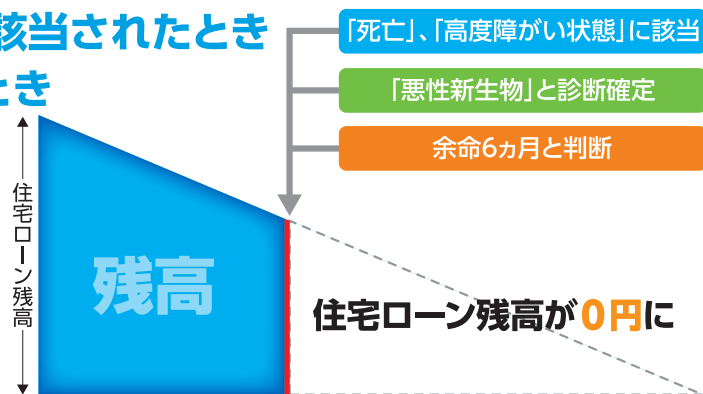 該当されたとき
とき
「死亡」、「高度障がい状態」に該当
「悪性新生物」と診断確定
余命6ヵ月と判断
住宅ローン残高
残高
住宅ローン残高が0円に